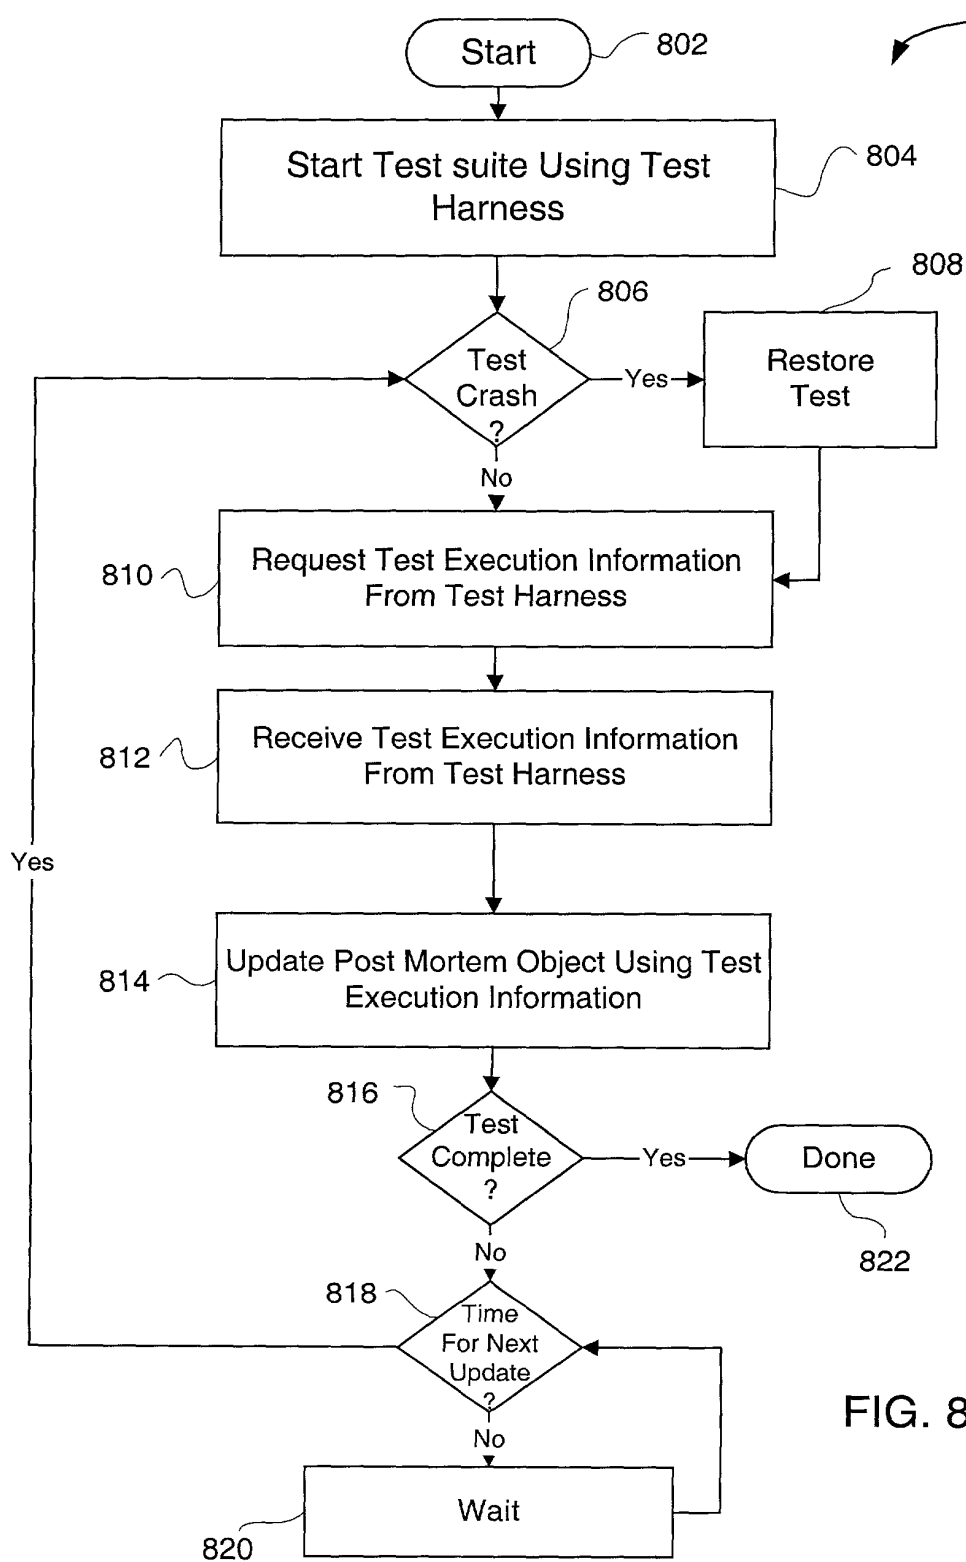 Start
802
Start Test suite Using Test
Harness
804
806
808
Test
Crash
?
Yes
Restore
Test
No
810
Request Test Execution Information
From Test Harness
812
Receive Test Execution Information
From Test Harness
Yes
814
Update Post Mortem Object Using Test
Execution Information
816
Test
Complete
?
Yes
Done
822
No
818
Time
For Next
Update
?
FIG. 8
No
Wait
820